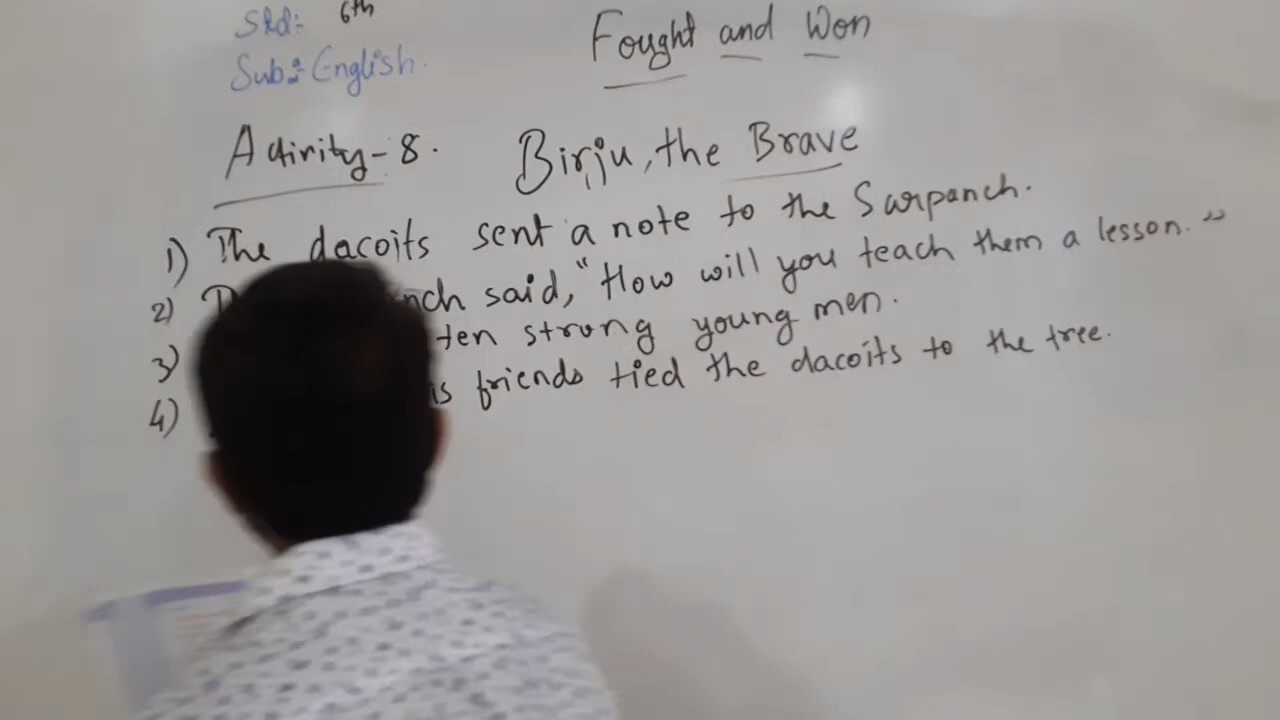 Std:- 6th
Sub:- English.
Fought and Won
Activity-8.
Birju, the Brave
1) The dacoits sent a note to the Sarpanch.
2) nch said, "How will you teach them a lesson."
3) ten strong young men.
4) is friends tied the dacoits to the tree.